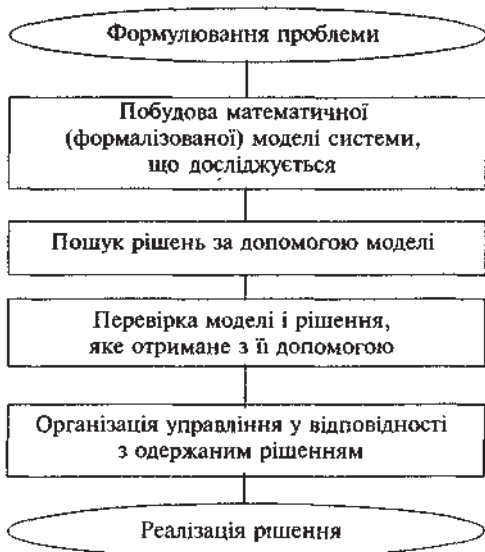 Формулювання проблеми
Побудова математичної
(формалізованої) моделі системи,
що досліджується
Пошук рішень за допомогою моделі
Перевірка моделі і рішення,
яке отримане з її допомогою
Організація управління у відповідності
з одержаним рішенням
Реалізація рішення